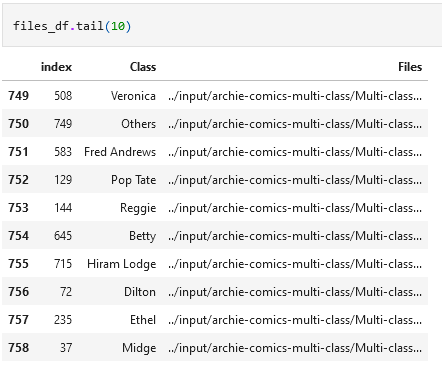 files_df.tail(10)
index Class Files
749 508 Veronica ../input/archie-comics-multi-class/Multi-class...
750 749 Others ../input/archie-comics-multi-class/Multi-class...
751 583 Fred Andrews ../input/archie-comics-multi-class/Multi-class...
752 129 Pop Tate ../input/archie-comics-multi-class/Multi-class...
753 144 Reggie ../input/archie-comics-multi-class/Multi-class...
754 645 Betty ../input/archie-comics-multi-class/Multi-class...
755 715 Hiram Lodge ../input/archie-comics-multi-class/Multi-class...
756 72 Dilton ../input/archie-comics-multi-class/Multi-class...
757 235 Ethel ../input/archie-comics-multi-class/Multi-class...
758 37 Midge ../input/archie-comics-multi-class/Multi-class...